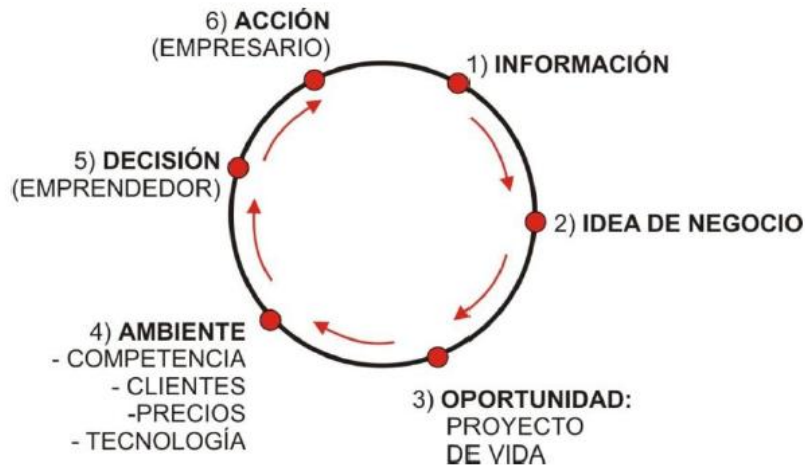 6) ACCIÓN
(EMPRESARIO)
1) INFORMACIÓN
5) DECISIÓN
(EMPRENDEDOR)
2) IDEA DE NEGOCIO
4) AMBIENTE
- COMPETENCIA
- CLIENTES
-PRECIOS
- TECNOLOGÍA
3) OPORTUNIDAD:
PROYECTO
DE VIDA